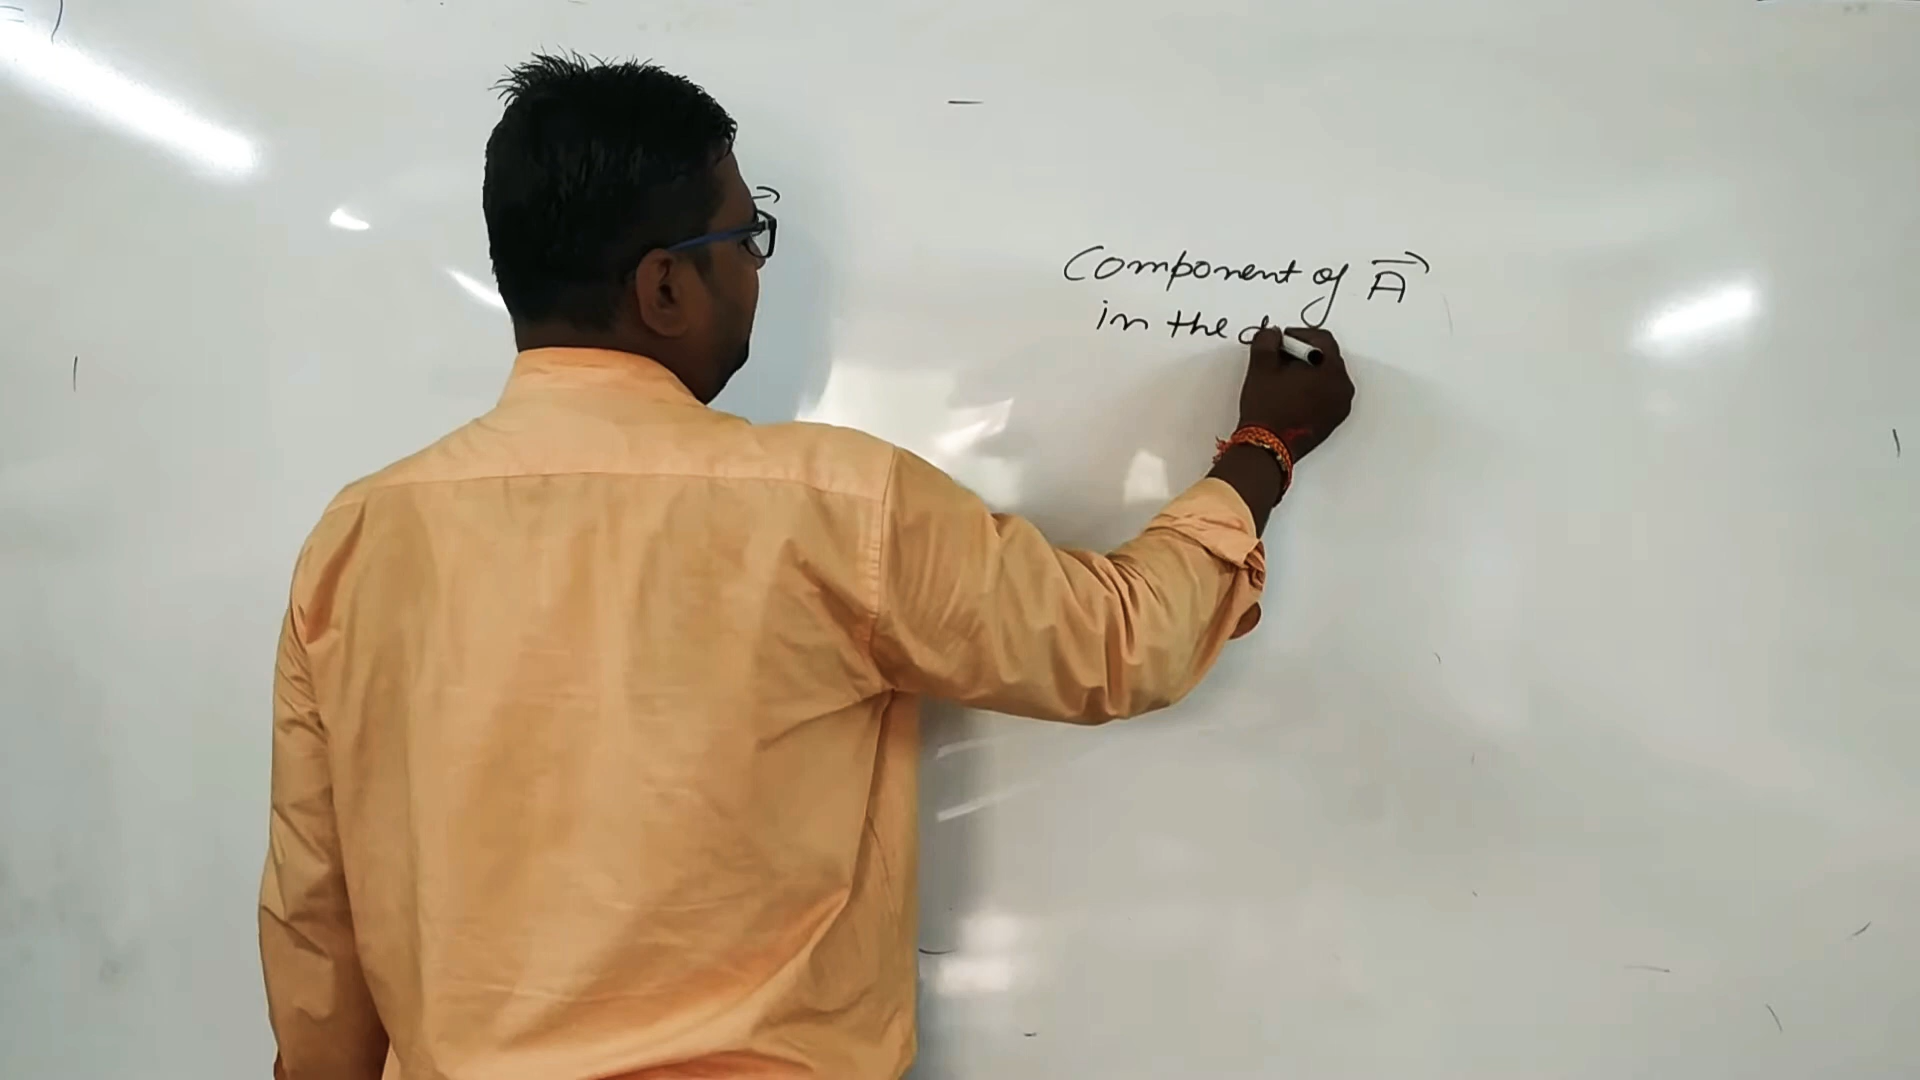 Component of A⃗
in the d